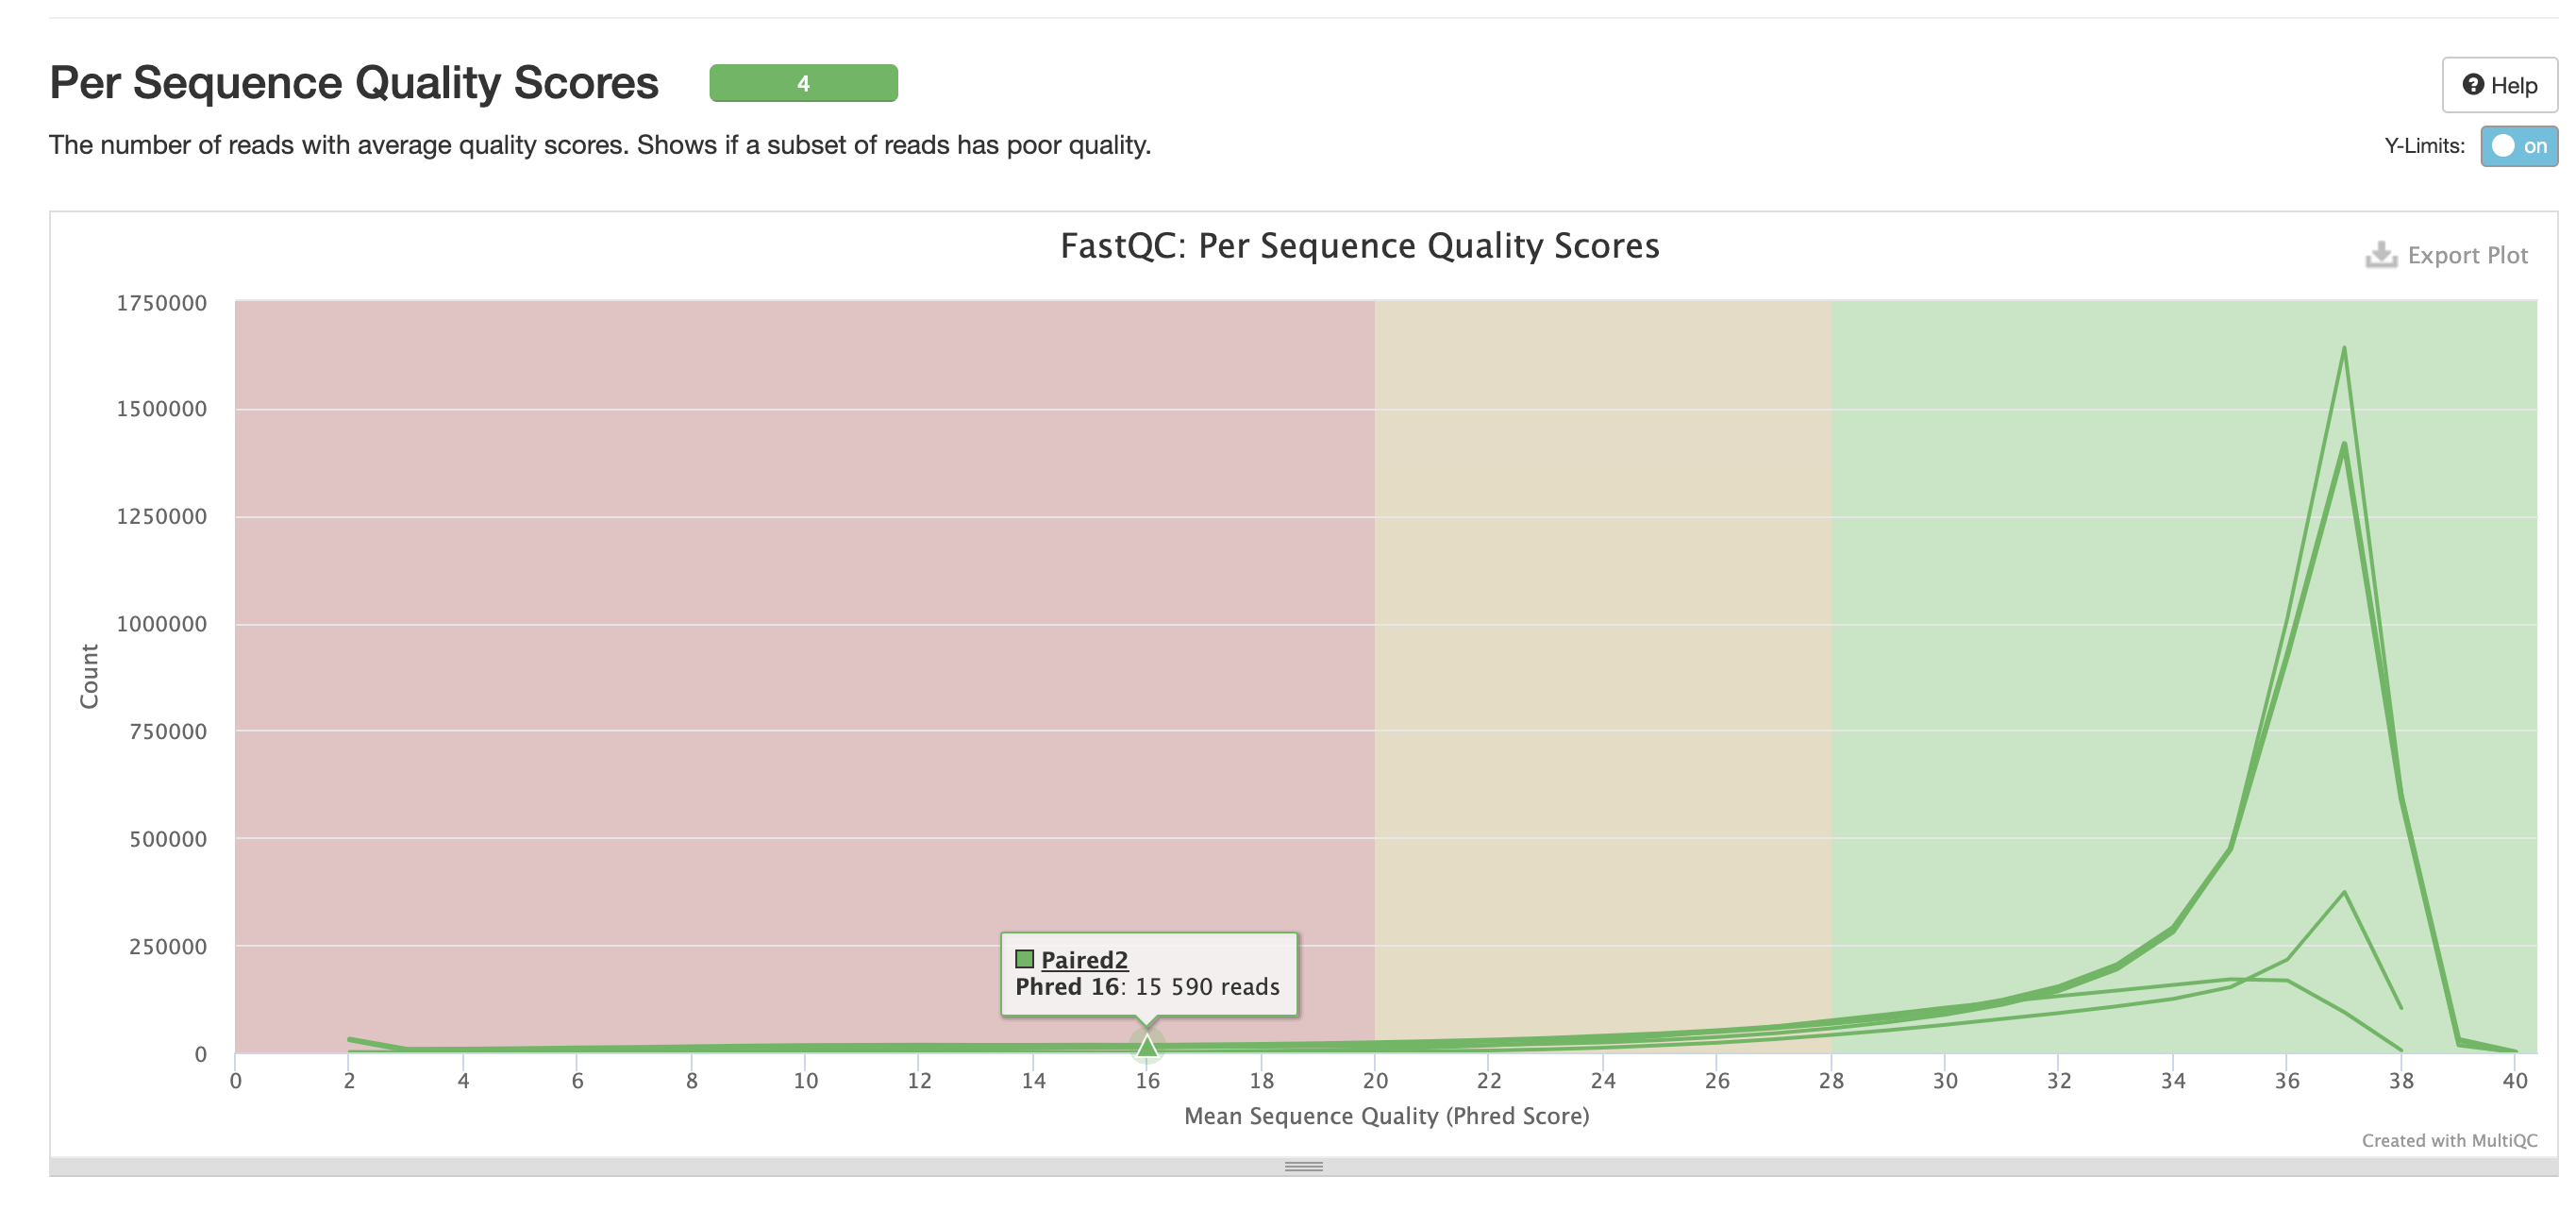 Per Sequence Quality Scores 4
Help
The number of reads with average quality scores. Shows if a subset of reads has poor quality.
Y-Limits: on
FastQC: Per Sequence Quality Scores
Export Plot
1750000
1500000
1250000
1000000
750000
500000
250000
0
Count
Paired2
Phred 16: 15 590 reads
0 2 4 6 8 10 12 14 16 18 20 22 24 26 28 30 32 34 36 38 40
Mean Sequence Quality (Phred Score)
Created with MultiQC